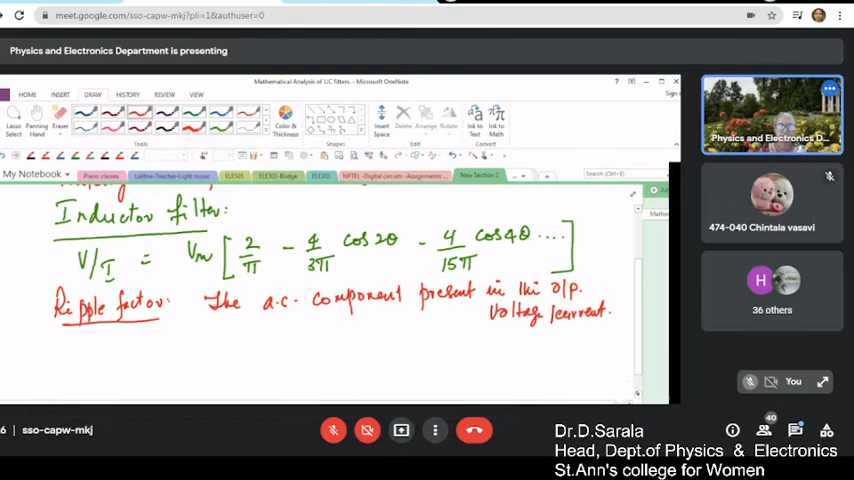 meet.google.com/sso-capw-mkj?pli=1&authuser=0
Physics and Electronics Department is presenting
Mathematical Analysis of L/C filters. - Microsoft OneNote
HOME INSERT DRAW HISTORY REVIEW VIEW
Sign
Lasso Select
Panning Hand
Eraser
Color & Thickness
Insert Space
Delete
Arrange
Rotate
Ink to Text
Ink to Math
Tools
Shapes
Edit
Convert
My Notebook
Piano classes
Lalitha-Teacher-Light music
ELE505
ELE305-Bridge
ELE301
NPTEL -Digital circuits -Assignments ...
New Section 2
Search (Ctrl+E)
Add
Mathem
Inductor filter:
V/I = Vm [ 2/π - 4/3π cos 2θ - 4/15π cos 4θ .... ]
Ripple factor: The a.c. component present in the o/p.
voltage/current.
Physics and Electronics D...
474-040 Chintala vasavi
H
36 others
You
6 sso-capw-mkj
40
Dr.D.Sarala
Head, Dept.of Physics & Electronics
St.Ann's college for Women